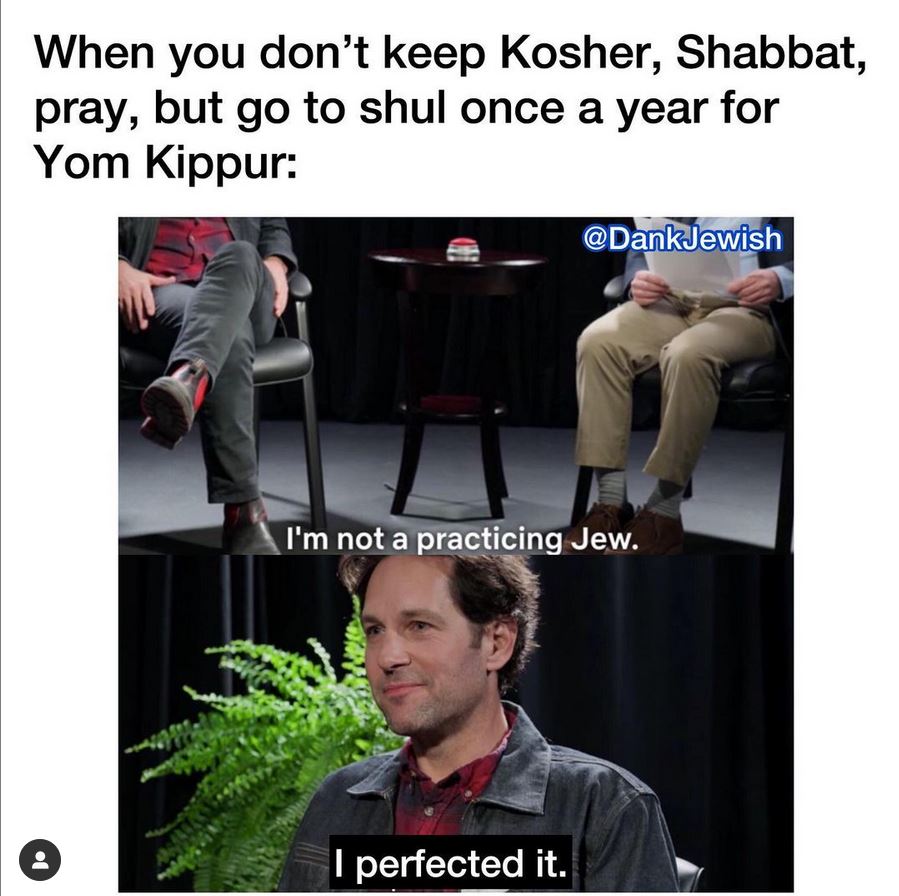 When you don’t keep Kosher, Shabbat,
pray, but go to shul once a year for
Yom Kippur:
@DankJewish
I'm not a practicing Jew.
I perfected it.